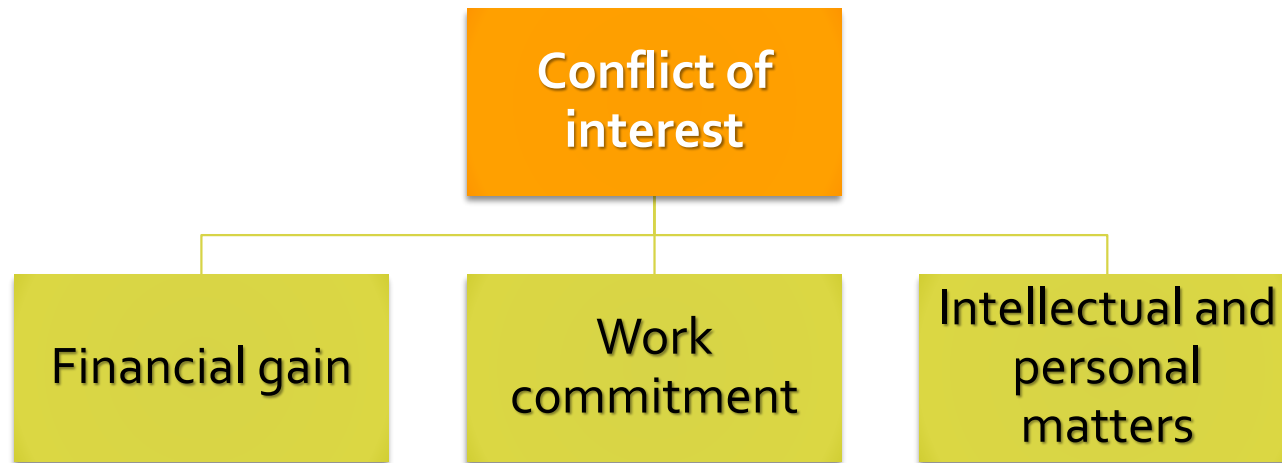 Conflict of
interest
Financial gain
Work
commitment
Intellectual and
personal
matters